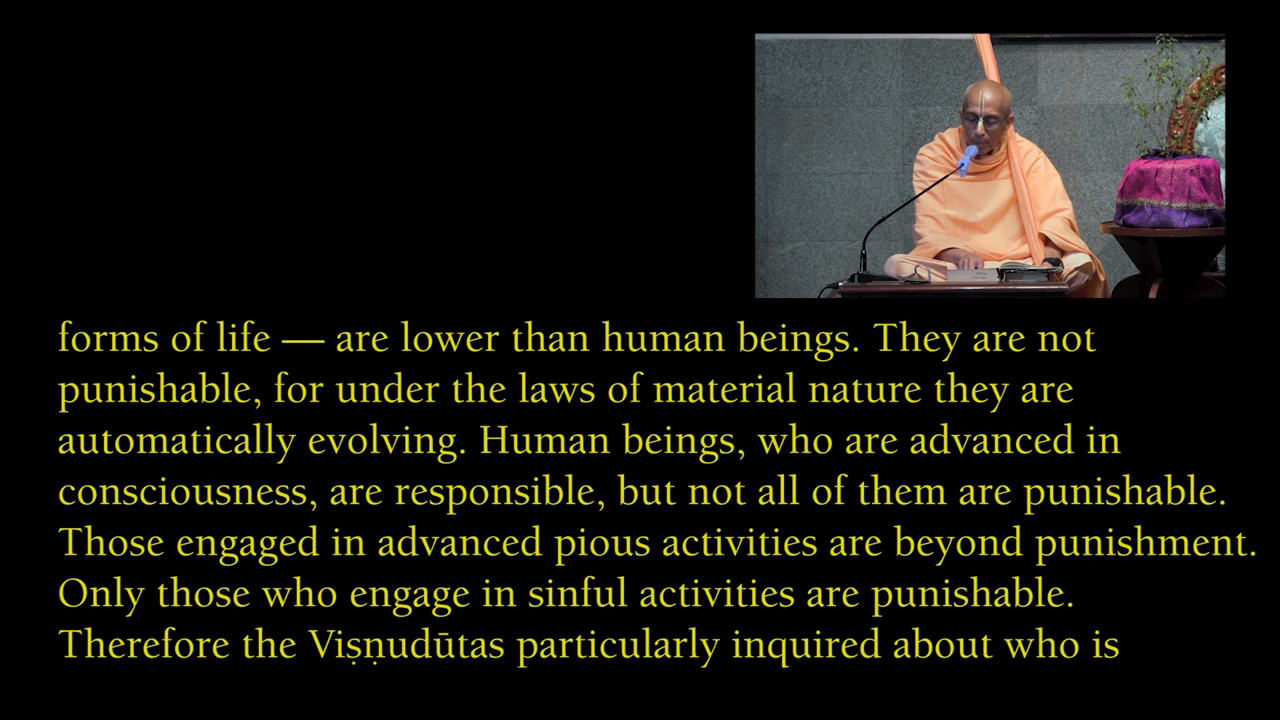 forms of life — are lower than human beings. They are not
punishable, for under the laws of material nature they are
automatically evolving. Human beings, who are advanced in
consciousness, are responsible, but not all of them are punishable.
Those engaged in advanced pious activities are beyond punishment.
Only those who engage in sinful activities are punishable.
Therefore the Viṣṇudūtas particularly inquired about who is